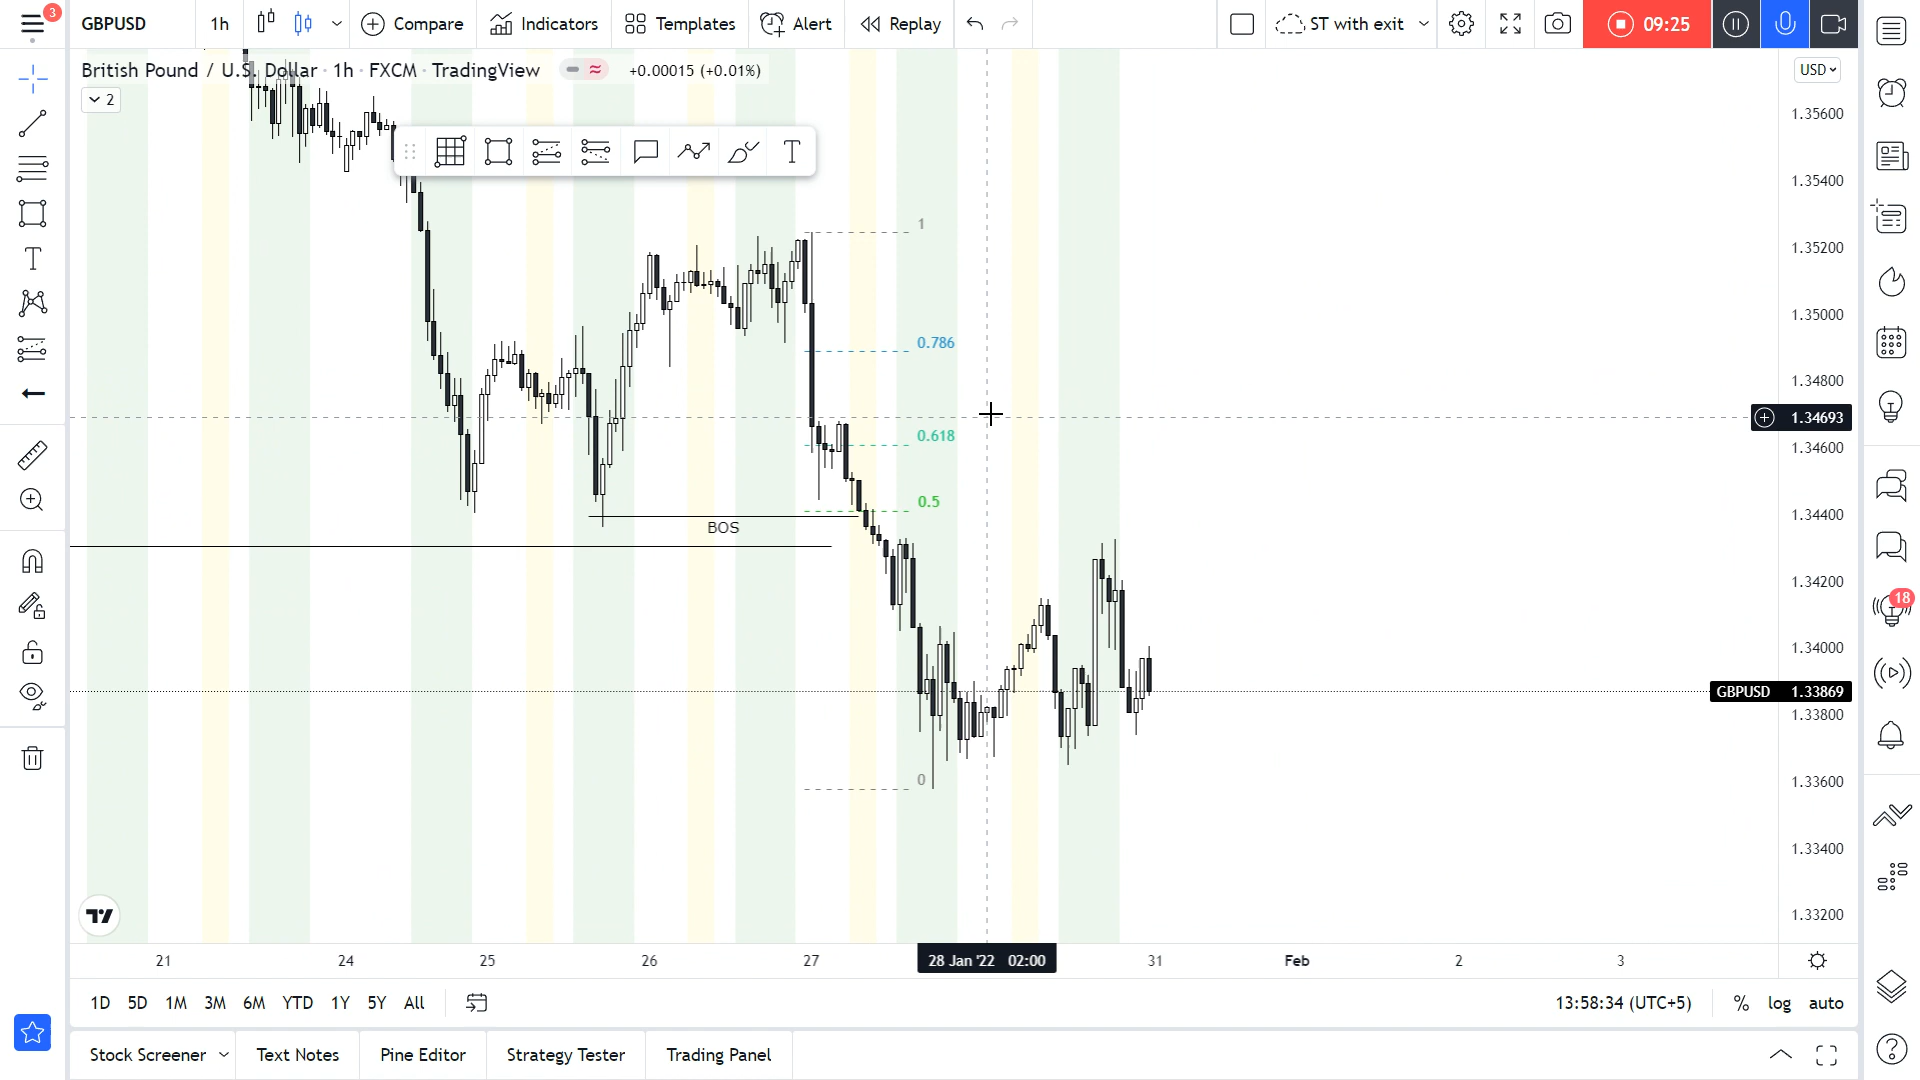 3
GBPUSD
1h
Compare
Indicators
Templates
Alert
Replay
ST with exit
09:25
British Pound / U.S. Dollar · 1h · FXCM · TradingView
+0.00015 (+0.01%)
USD
2
T
1.35600
1.35400
1.35200
1.35000
1.34800
1.34693
1.34600
1.34400
1.34200
1.34000
GBPUSD 1.33869
1.33800
1.33600
1.33400
1.33200
1
0.786
0.618
0.5
BOS
0
18
21
24
25
26
27
28 Jan '22 02:00
31
Feb
2
3
1D 5D 1M 3M 6M YTD 1Y 5Y All
13:58:34 (UTC+5)
% log auto
Stock Screener
Text Notes
Pine Editor
Strategy Tester
Trading Panel